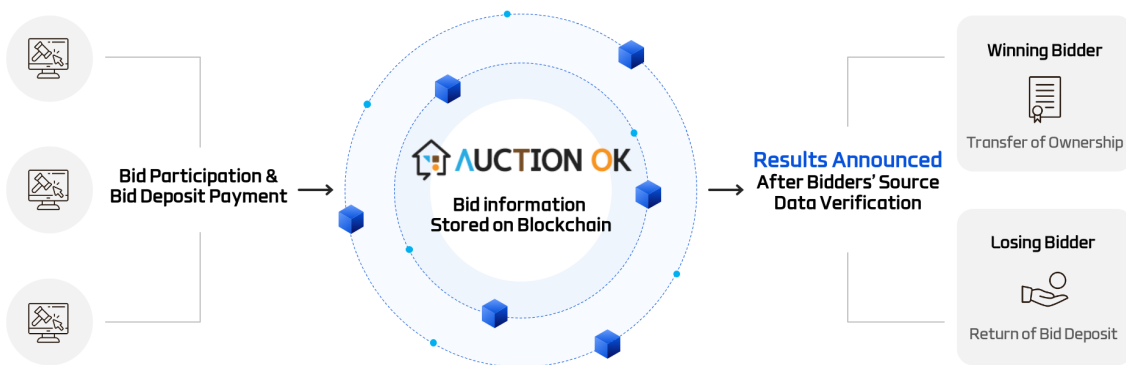 Bid Participation &
Bid Deposit Payment
AUCTION OK
Bid information
Stored on Blockchain
Results Announced
After Bidders' Source
Data Verification
Winning Bidder
Transfer of Ownership
Losing Bidder
Return of Bid Deposit